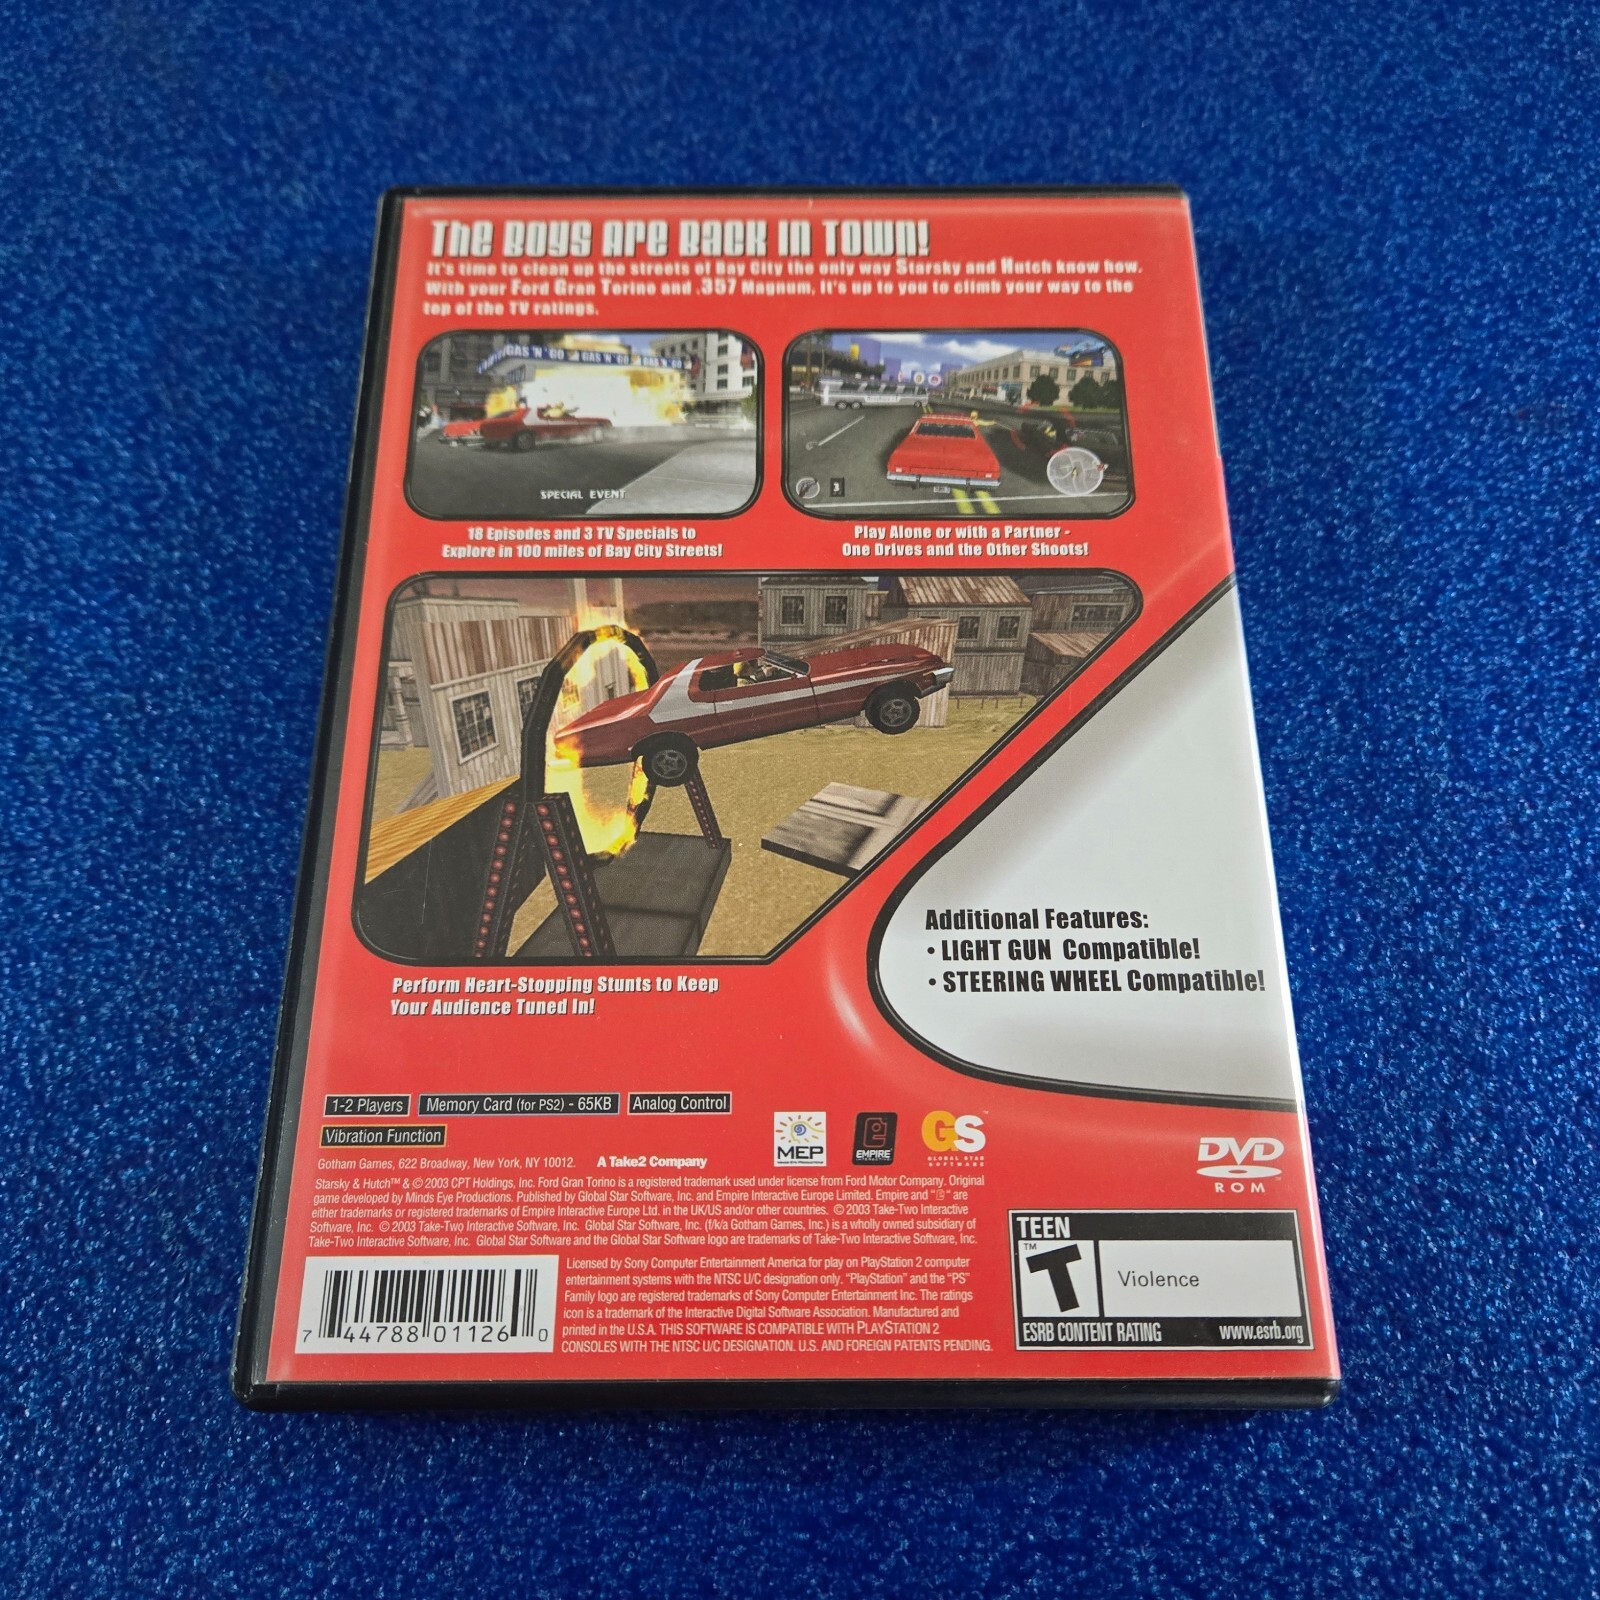 The Boys Are Back In Town!
It's time to clean up the streets of Bay City the only way Starsky and Hutch know how.
With your Ford Gran Torino and .357 Magnum, it's up to you to climb your way to the
top of the TV ratings.
GAS 'N' GO GAS 'N' GO GAS 'N' GO
SPECIAL EVENT
3
18 Episodes and 3 TV Specials to
Explore in 100 miles of Bay City Streets!
Play Alone or with a Partner -
One Drives and the Other Shoots!
Perform Heart-Stopping Stunts to Keep
Your Audience Tuned In!
Additional Features:
• LIGHT GUN Compatible!
• STEERING WHEEL Compatible!
1-2 Players
Memory Card (for PS2) - 65KB
Analog Control
Vibration Function
MEP
EMPIRE
INTERACTIVE
GS™
GLOBAL STAR
SOFTWARE
DVD
ROM
Gotham Games, 622 Broadway, New York, NY 10012. A Take2 Company
Starsky & Hutch™ & © 2003 CPT Holdings, Inc. Ford Gran Torino is a registered trademark used under license from Ford Motor Company. Original
game developed by Minds Eye Productions. Published by Global Star Software, Inc. and Empire Interactive Europe Limited. Empire and "e" are
either trademarks or registered trademarks of Empire Interactive Europe Ltd. in the UK/US and/or other countries. © 2003 Take-Two Interactive
Software, Inc. © 2003 Take-Two Interactive Software, Inc. Global Star Software, Inc. (f/k/a Gotham Games, Inc.) is a wholly owned subsidiary of
Take-Two Interactive Software, Inc. Global Star Software and the Global Star Software logo are trademarks of Take-Two Interactive Software, Inc.
7 44788 01126 0
Licensed by Sony Computer Entertainment America for play on PlayStation 2 computer
entertainment systems with the NTSC U/C designation only. "PlayStation" and the "PS"
Family logo are registered trademarks of Sony Computer Entertainment Inc. The ratings
icon is a trademark of the Interactive Digital Software Association. Manufactured and
printed in the U.S.A. THIS SOFTWARE IS COMPATIBLE WITH PLAYSTATION 2
CONSOLES WITH THE NTSC U/C DESIGNATION. U.S. AND FOREIGN PATENTS PENDING.
TEEN
T™
Violence
ESRB CONTENT RATING www.esrb.org